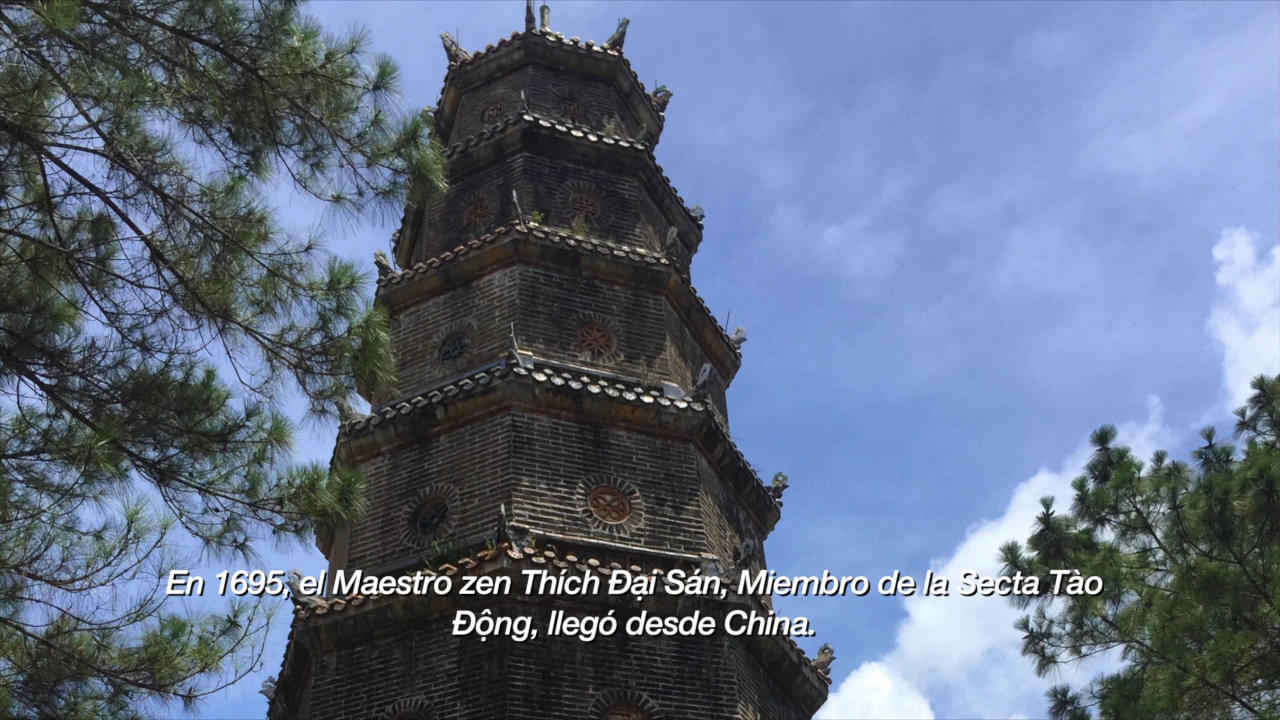 En 1695, el Maestro zen Thích Đại Sán, Miembro de la Secta Tào
Động, llegó desde China.